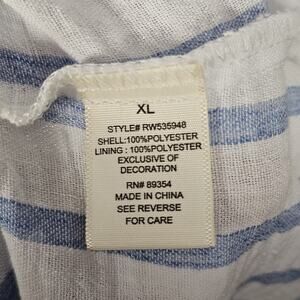 XL
STYLE# RW535948
SHELL:100%POLYESTER
LINING : 100%POLYESTER
EXCLUSIVE OF
DECORATION
RN# 89354
MADE IN CHINA
SEE REVERSE
FOR CARE